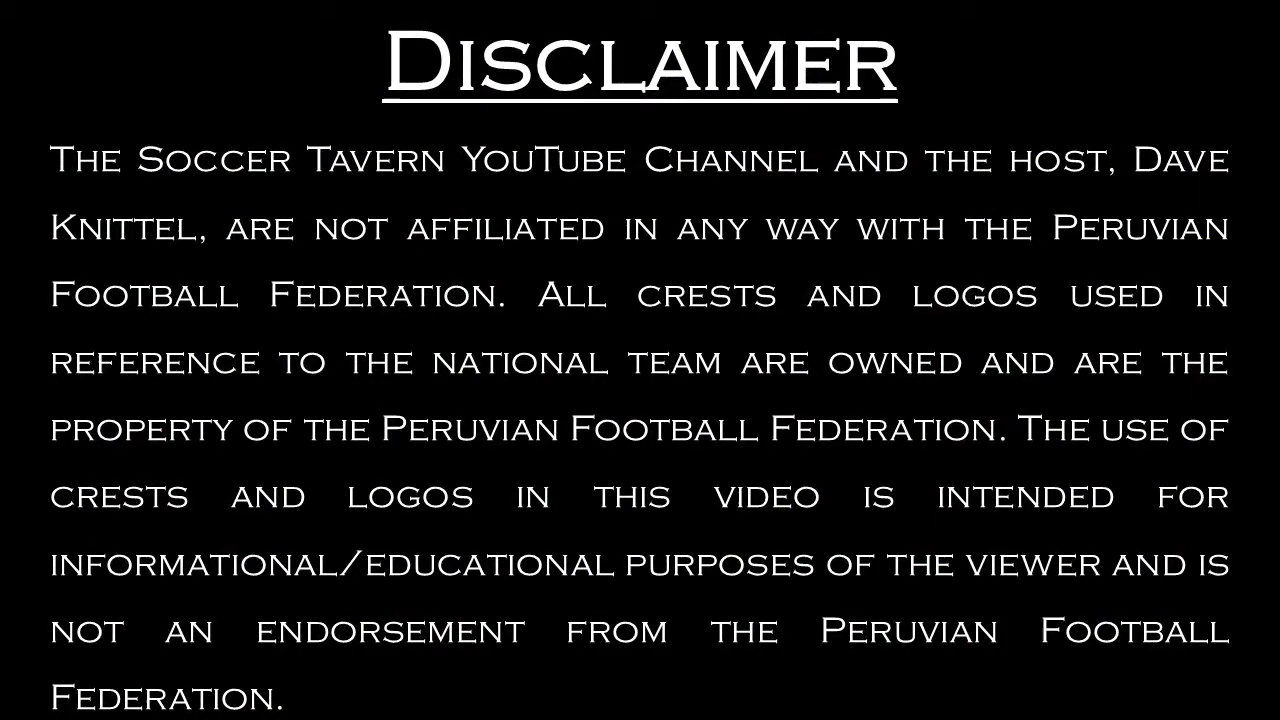 Disclaimer
The Soccer Tavern YouTube Channel and the host, Dave
Knittel, are not affiliated in any way with the Peruvian
Football Federation. All crests and logos used in
reference to the national team are owned and are the
property of the Peruvian Football Federation. The use of
crests and logos in this video is intended for
informational/educational purposes of the viewer and is
not an endorsement from the Peruvian Football
Federation.